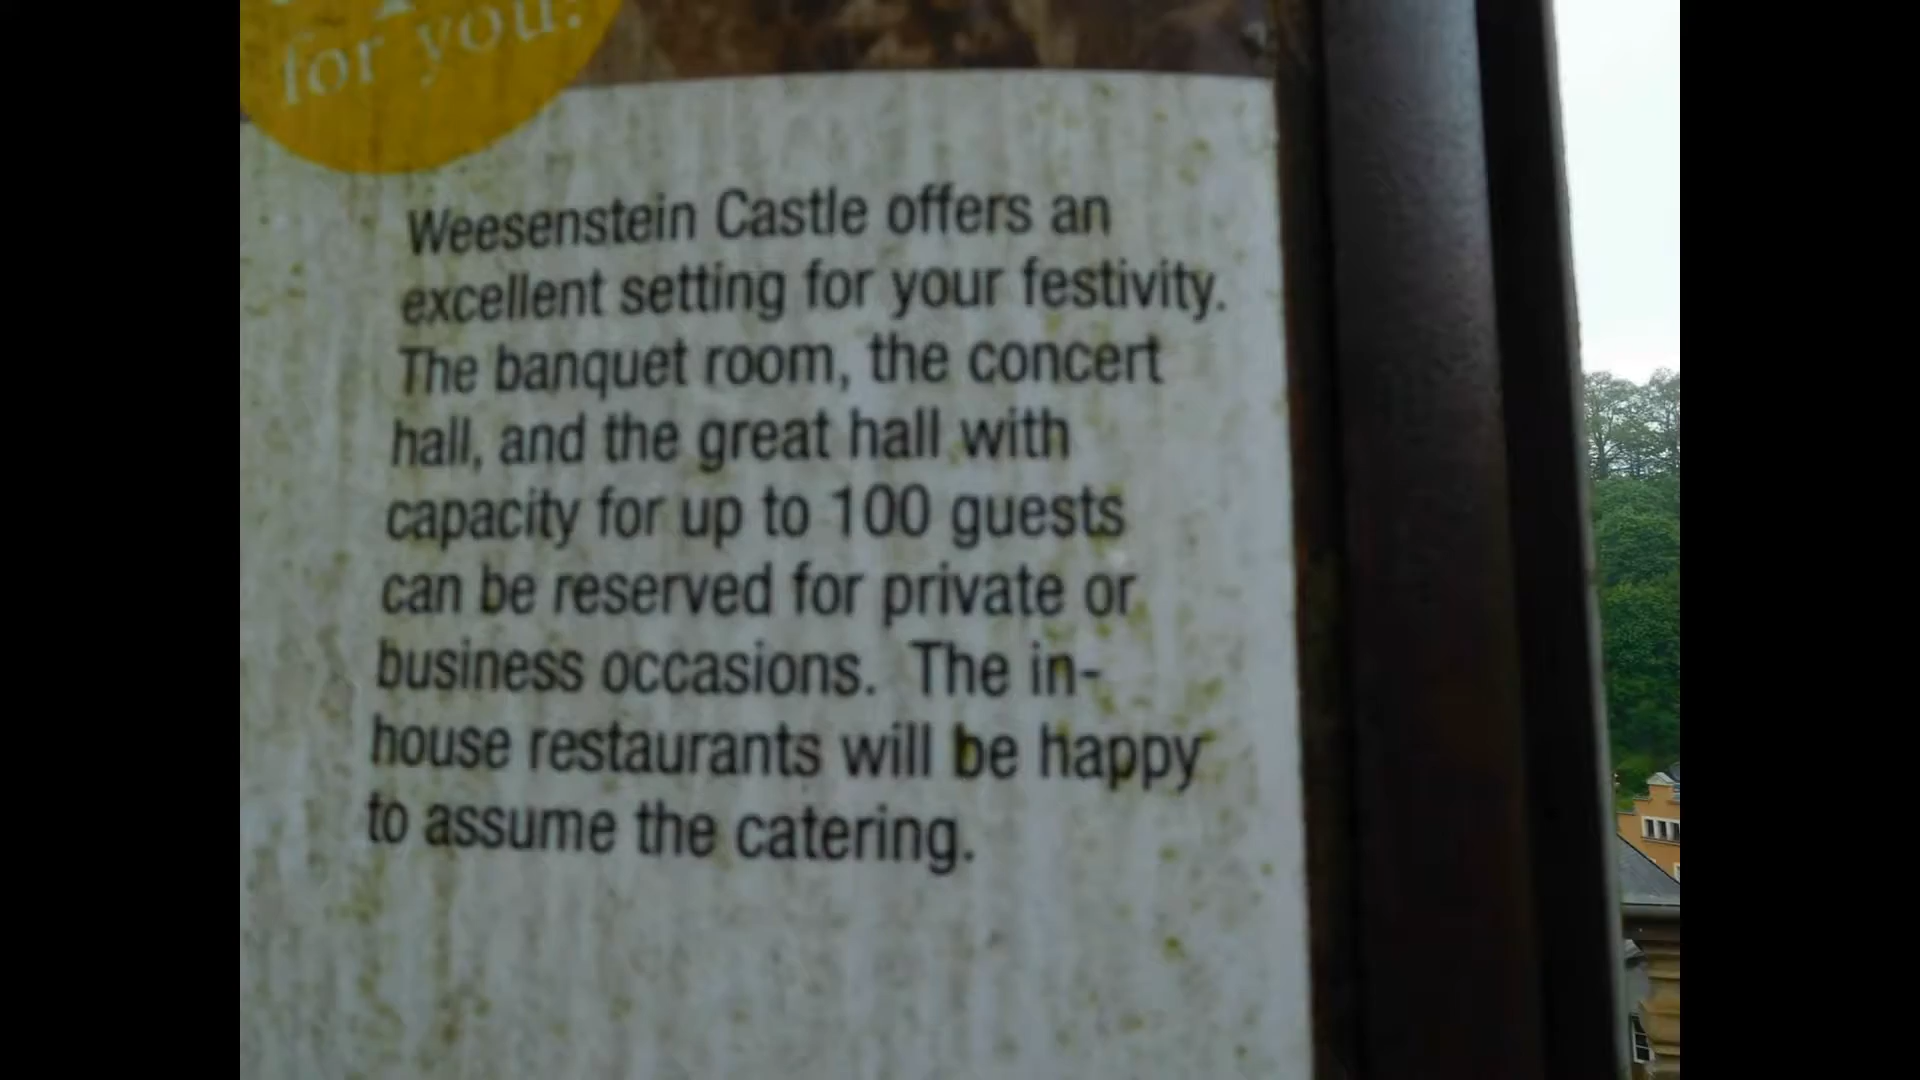 for you!
Weesenstein Castle offers an
excellent setting for your festivity.
The banquet room, the concert
hall, and the great hall with
capacity for up to 100 guests
can be reserved for private or
business occasions. The in-
house restaurants will be happy
to assume the catering.